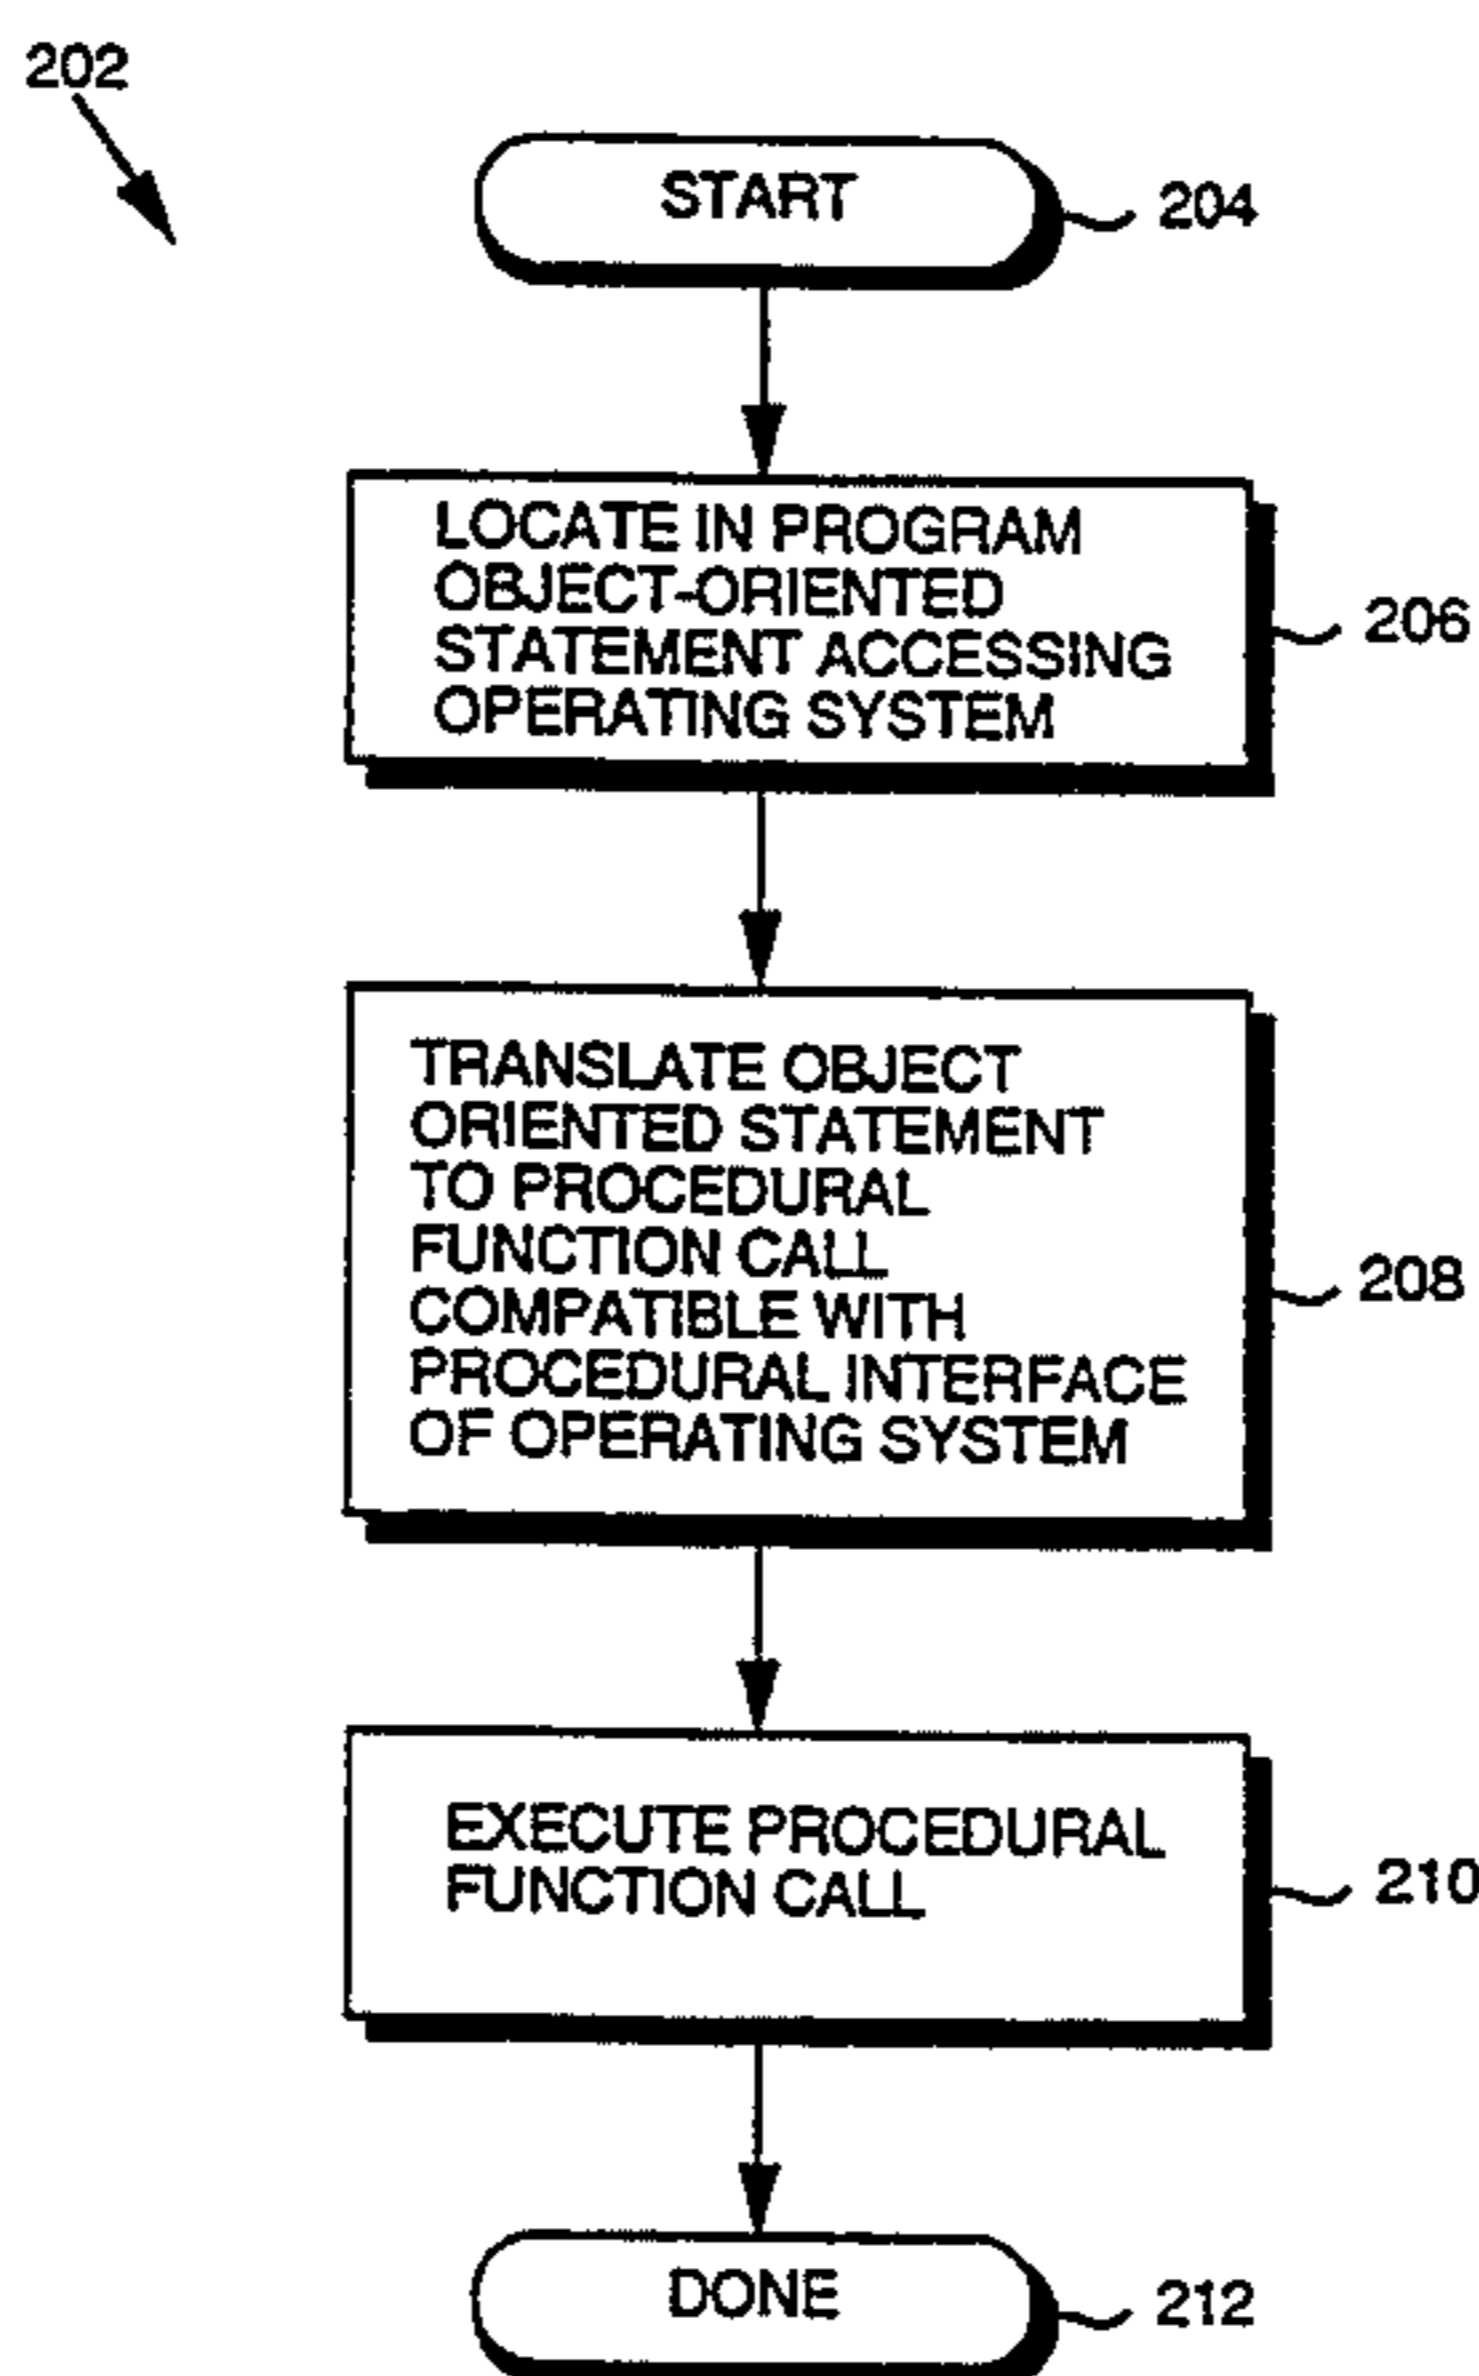 202
START
204
LOCATE IN PROGRAM
OBJECT-ORIENTED
STATEMENT ACCESSING
OPERATING SYSTEM
206
TRANSLATE OBJECT
ORIENTED STATEMENT
TO PROCEDURAL
FUNCTION CALL
COMPATIBLE WITH
PROCEDURAL INTERFACE
OF OPERATING SYSTEM
208
EXECUTE PROCEDURAL
FUNCTION CALL
210
DONE
212